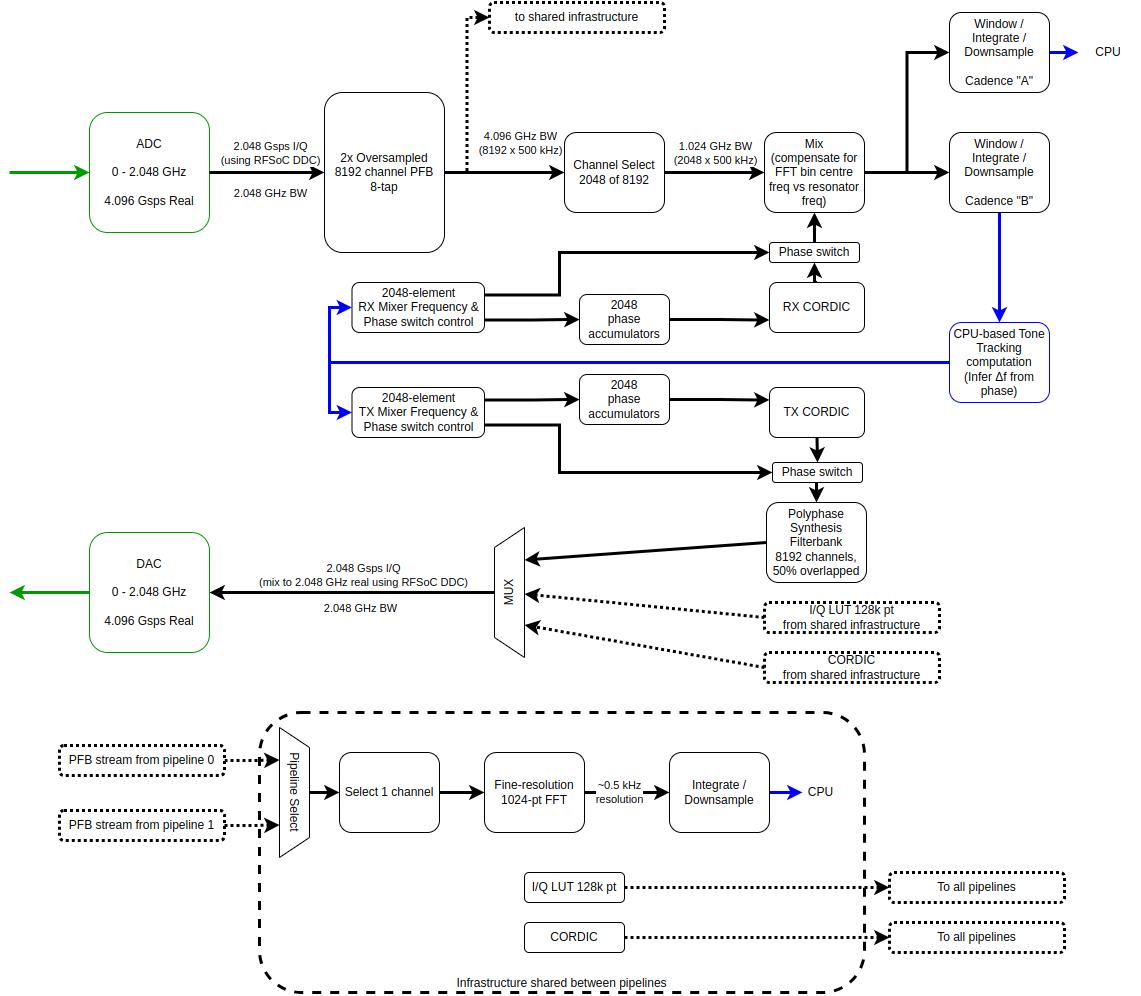 to shared infrastructure
Window /
Integrate /
Downsample
Cadence "A"
CPU
ADC
0 - 2.048 GHz
4.096 Gsps Real
2.048 Gsps I/Q
(using RFSoC DDC)
2.048 GHz BW
2x Oversampled
8192 channel PFB
8-tap
4.096 GHz BW
(8192 x 500 kHz)
Channel Select
2048 of 8192
1.024 GHz BW
(2048 x 500 kHz)
Mix
(compensate for
FFT bin centre
freq vs resonator
freq)
Window /
Integrate /
Downsample
Cadence "B"
Phase switch
2048-element
RX Mixer Frequency &
Phase switch control
2048
phase
accumulators
RX CORDIC
CPU-based Tone
Tracking
computation
(Infer Δf from
phase)
2048-element
TX Mixer Frequency &
Phase switch control
2048
phase
accumulators
TX CORDIC
Phase switch
Polyphase
Synthesis
Filterbank
8192 channels,
50% overlapped
DAC
0 - 2.048 GHz
4.096 Gsps Real
2.048 Gsps I/Q
(mix to 2.048 GHz real using RFSoC DDC)
2.048 GHz BW
MUX
I/Q LUT 128k pt
from shared infrastructure
CORDIC
from shared infrastructure
PFB stream from pipeline 0
PFB stream from pipeline 1
Pipeline Select
Select 1 channel
Fine-resolution
1024-pt FFT
~0.5 kHz
resolution
Integrate /
Downsample
CPU
I/Q LUT 128k pt
To all pipelines
CORDIC
To all pipelines
Infrastructure shared between pipelines